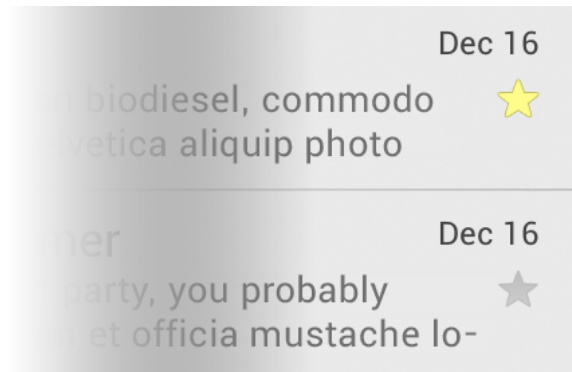 Dec 16
biodiesel, commodo
aliquip photo
Dec 16
party, you probably
et officia mustache lo-